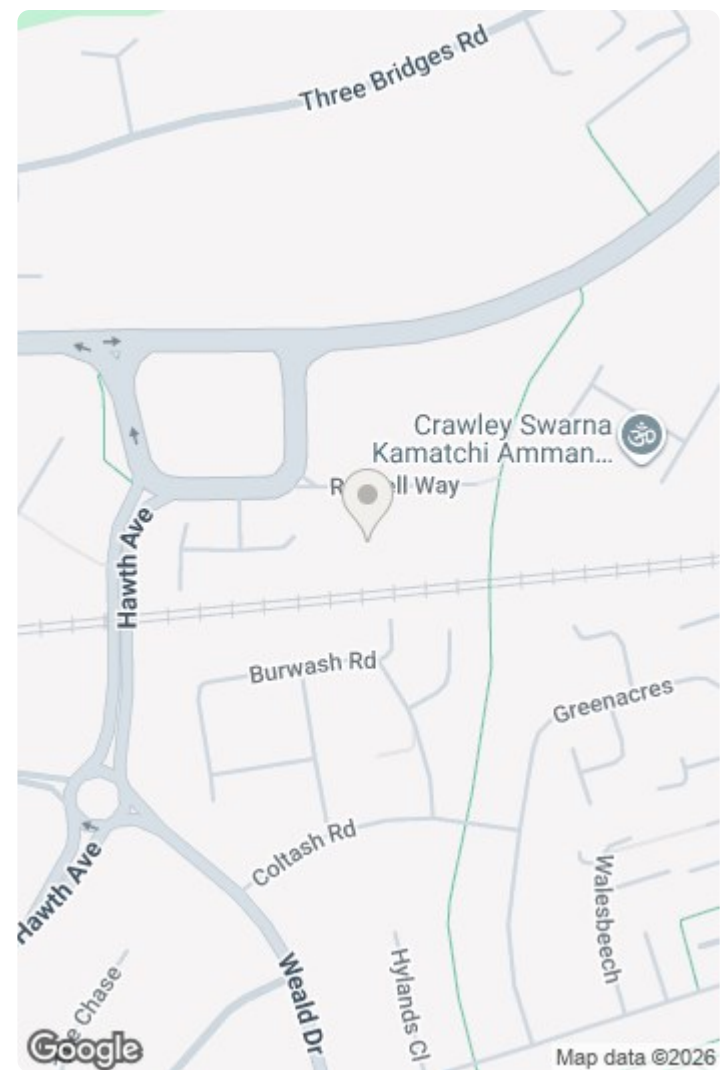 Three Bridges Rd
Crawley Swarna
Kamatchi Amman...
Way
Hawth Ave
Burwash Rd
Greenacres
Coltash Rd
Hawth Ave
Walesbeech
Hylands Cl
Weald Dr
Chase
Google
Map data ©2026